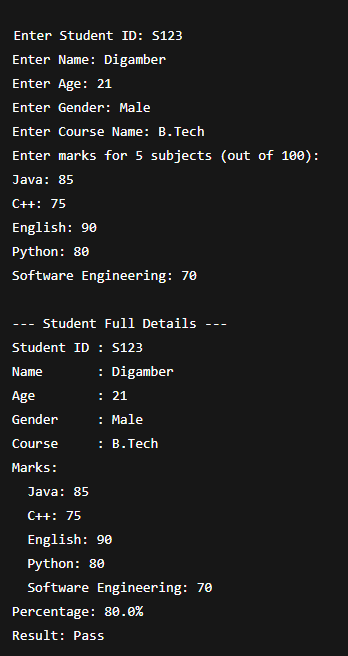 Enter Student ID: S123
Enter Name: Digamber
Enter Age: 21
Enter Gender: Male
Enter Course Name: B.Tech
Enter marks for 5 subjects (out of 100):
Java: 85
C++: 75
English: 90
Python: 80
Software Engineering: 70

--- Student Full Details ---
Student ID : S123
Name       : Digamber
Age        : 21
Gender     : Male
Course     : B.Tech
Marks:
  Java: 85
  C++: 75
  English: 90
  Python: 80
  Software Engineering: 70
Percentage: 80.0%
Result: Pass